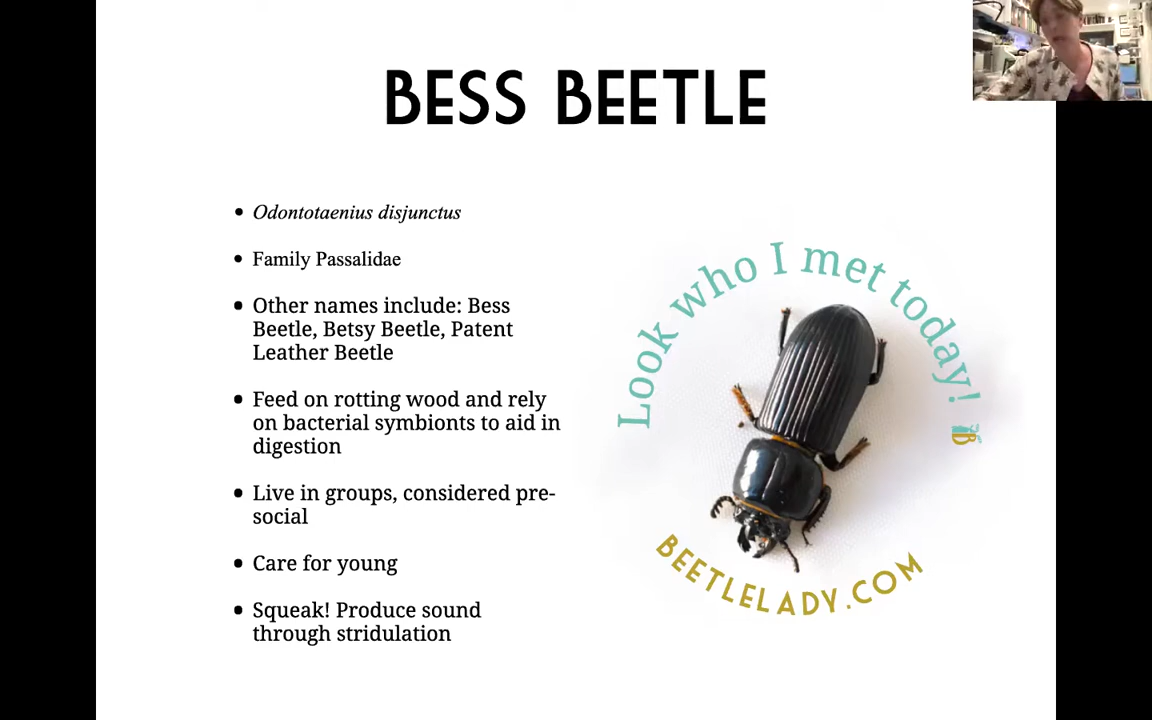 BESS BEETLE
Odontotaenius disjunctus
Family Passalidae
Other names include: Bess
Beetle, Betsy Beetle, Patent
Leather Beetle
Feed on rotting wood and rely
on bacterial symbionts to aid in
digestion
Live in groups, considered pre-
social
Care for young
Squeak! Produce sound
through stridulation
Look who I met today!
B
BEETLELADY.COM